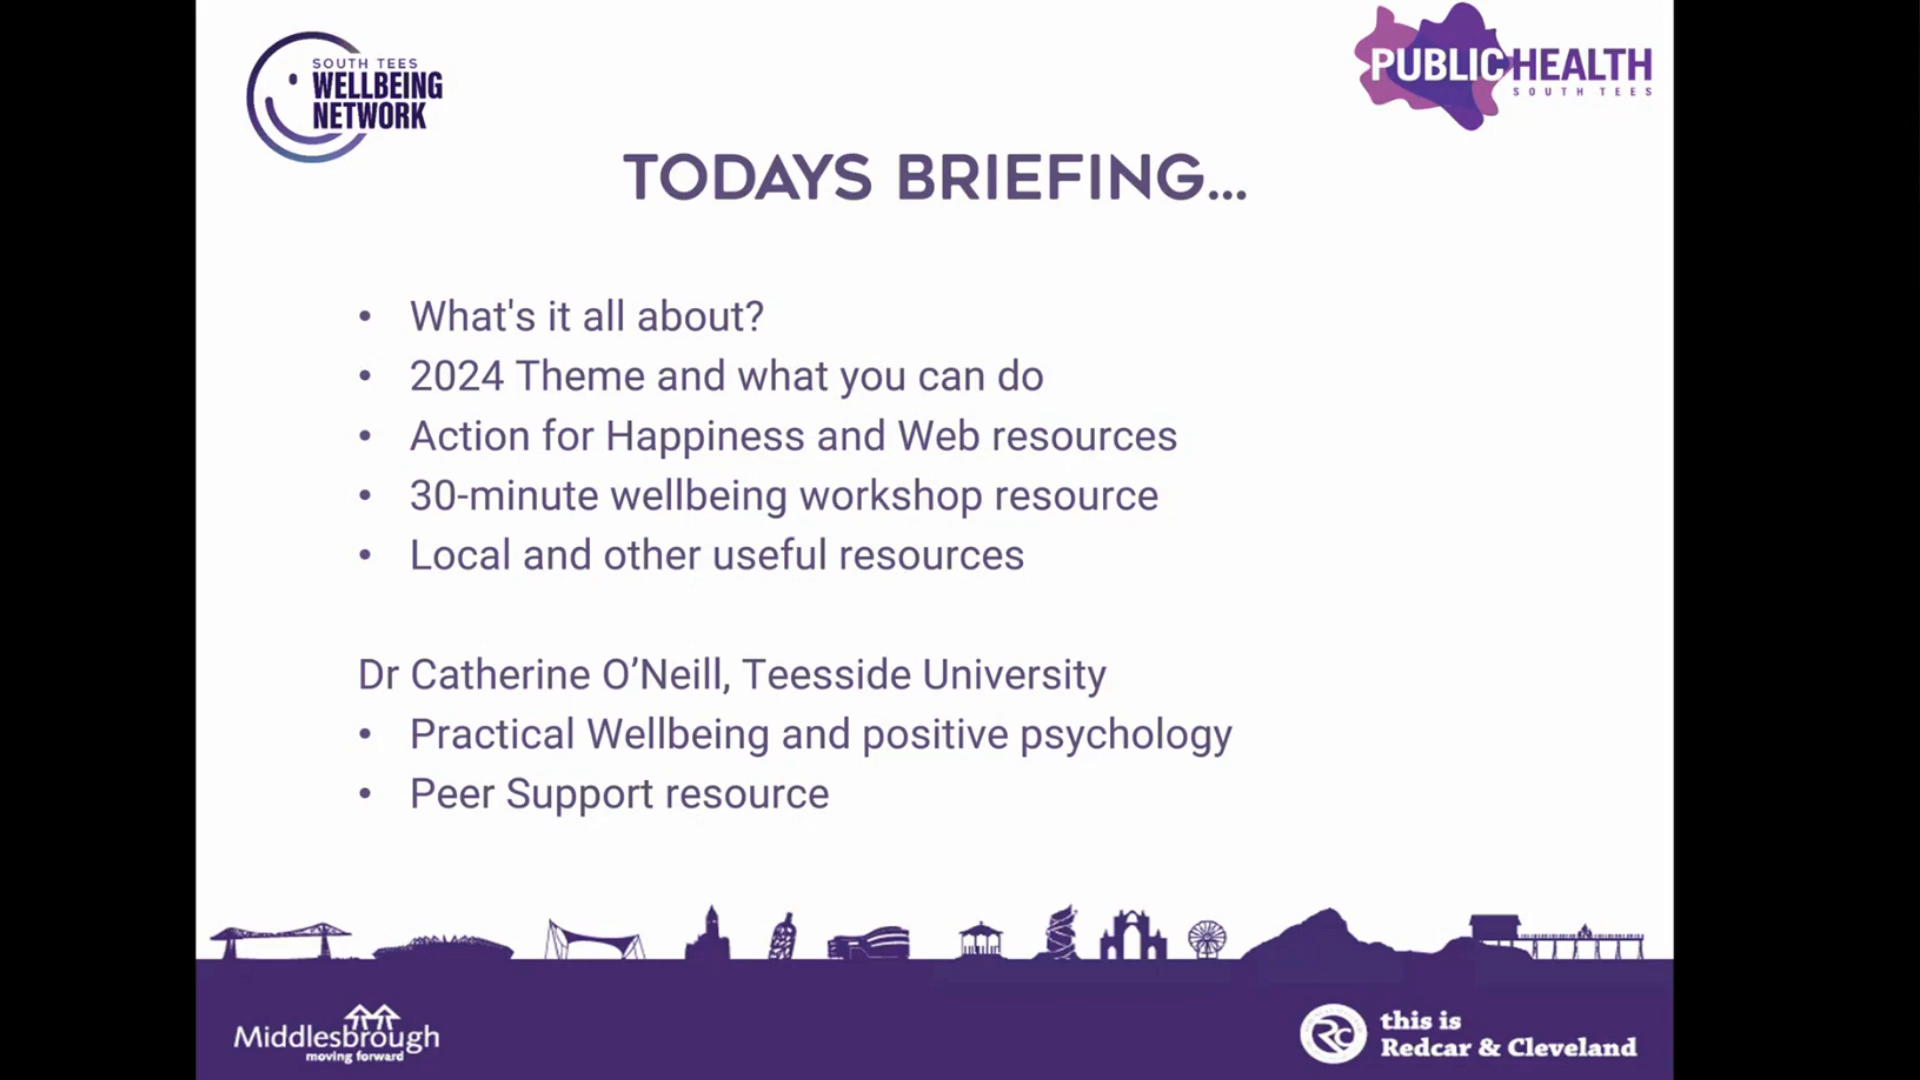 SOUTH TEES
WELLBEING
NETWORK
PUBLIC HEALTH
SOUTH TEES
TODAYS BRIEFING...
• What's it all about?
• 2024 Theme and what you can do
• Action for Happiness and Web resources
• 30-minute wellbeing workshop resource
• Local and other useful resources
Dr Catherine O’Neill, Teesside University
• Practical Wellbeing and positive psychology
• Peer Support resource
Middlesbrough
moving forward
RC
this is
Redcar & Cleveland